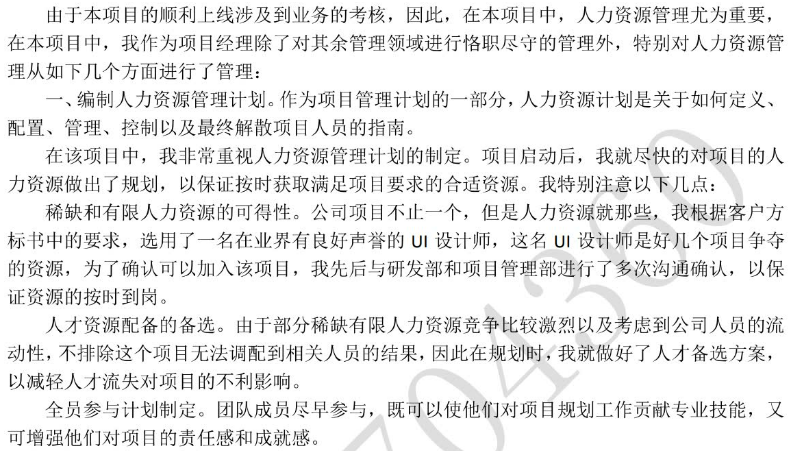 由于本项目的顺利上线涉及到业务的考核，因此，在本项目中，人力资源管理尤为重要，
在本项目中，我作为项目经理除了对其余管理领域进行恪职尽守的管理外，特别对人力资源管
理从如下几个方面进行了管理：
一、编制人力资源管理计划。作为项目管理计划的一部分，人力资源计划是关于如何定义、
配置、管理、控制以及最终解散项目人员的指南。
在该项目中，我非常重视人力资源管理计划的制定。项目启动后，我就尽快的对项目的人
力资源做出了规划，以保证按时获取满足项目要求的合适资源。我特别注意以下几点：
稀缺和有限人力资源的可得性。公司项目不止一个，但是人力资源就那些，我根据客户方
标书中的要求，选用了一名在业界有良好声誉的 UI 设计师，这名 UI 设计师是好几个项目争夺
的资源，为了确认可以加入该项目，我先后与研发部和项目管理部进行了多次沟通确认，以保
证资源的按时到岗。
人才资源配备的备选。由于部分稀缺有限人力资源竞争比较激烈以及考虑到公司人员的流
动性，不排除这个项目无法调配到相关人员的结果，因此在规划时，我就做好了人才备选方案，
以减轻人才流失对项目的不利影响。
全员参与计划制定。团队成员尽早参与，既可以使他们对项目规划工作贡献专业技能，又
可增强他们对项目的责任感和成就感。
704360